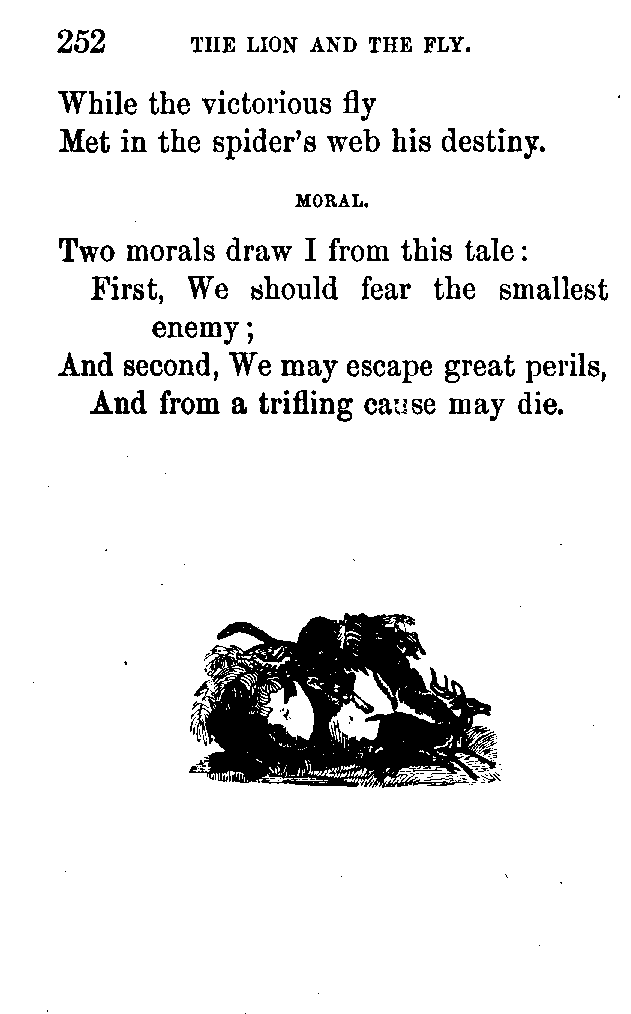 252 THE LION AND THE FLY.
While the victorious fly
Met in the spider's web his destiny.
MORAL.
Two morals draw I from this tale:
First, We should fear the smallest
enemy;
And second, We may escape great perils,
And from a trifling cause may die.